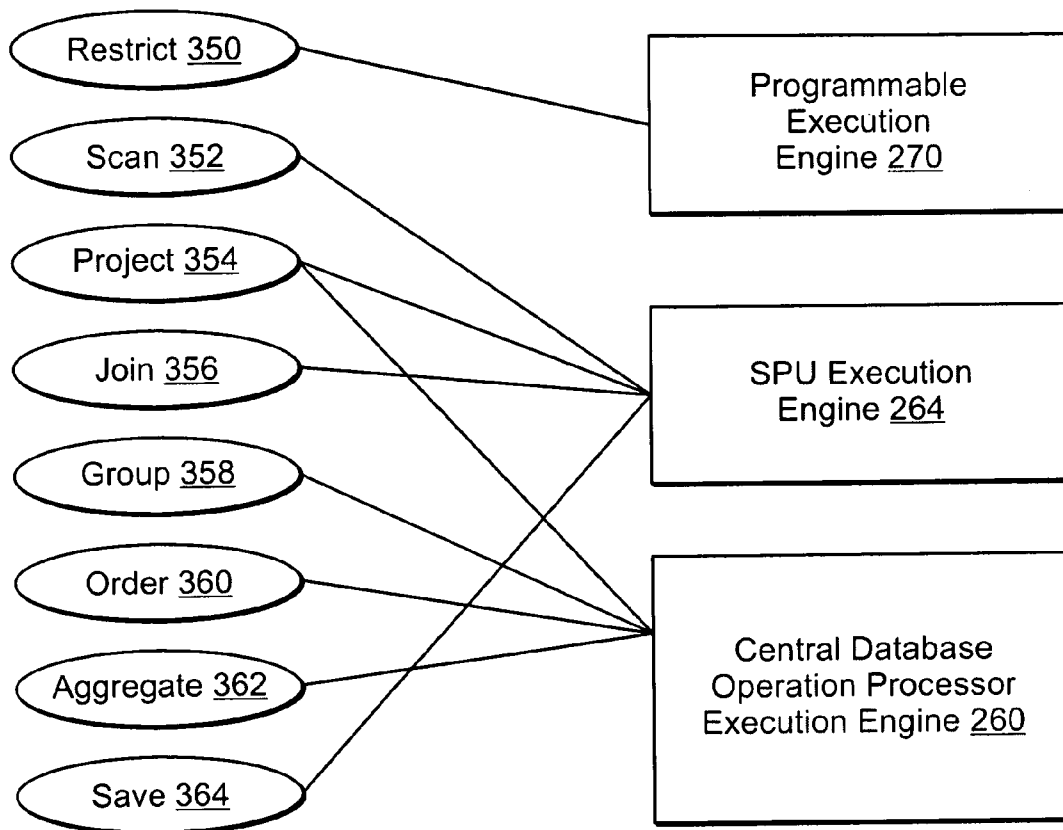 Restrict 350
Scan 352
Project 354
Join 356
Group 358
Order 360
Aggregate 362
Save 364
Programmable
Execution
Engine 270
SPU Execution
Engine 264
Central Database
Operation Processor
Execution Engine 260